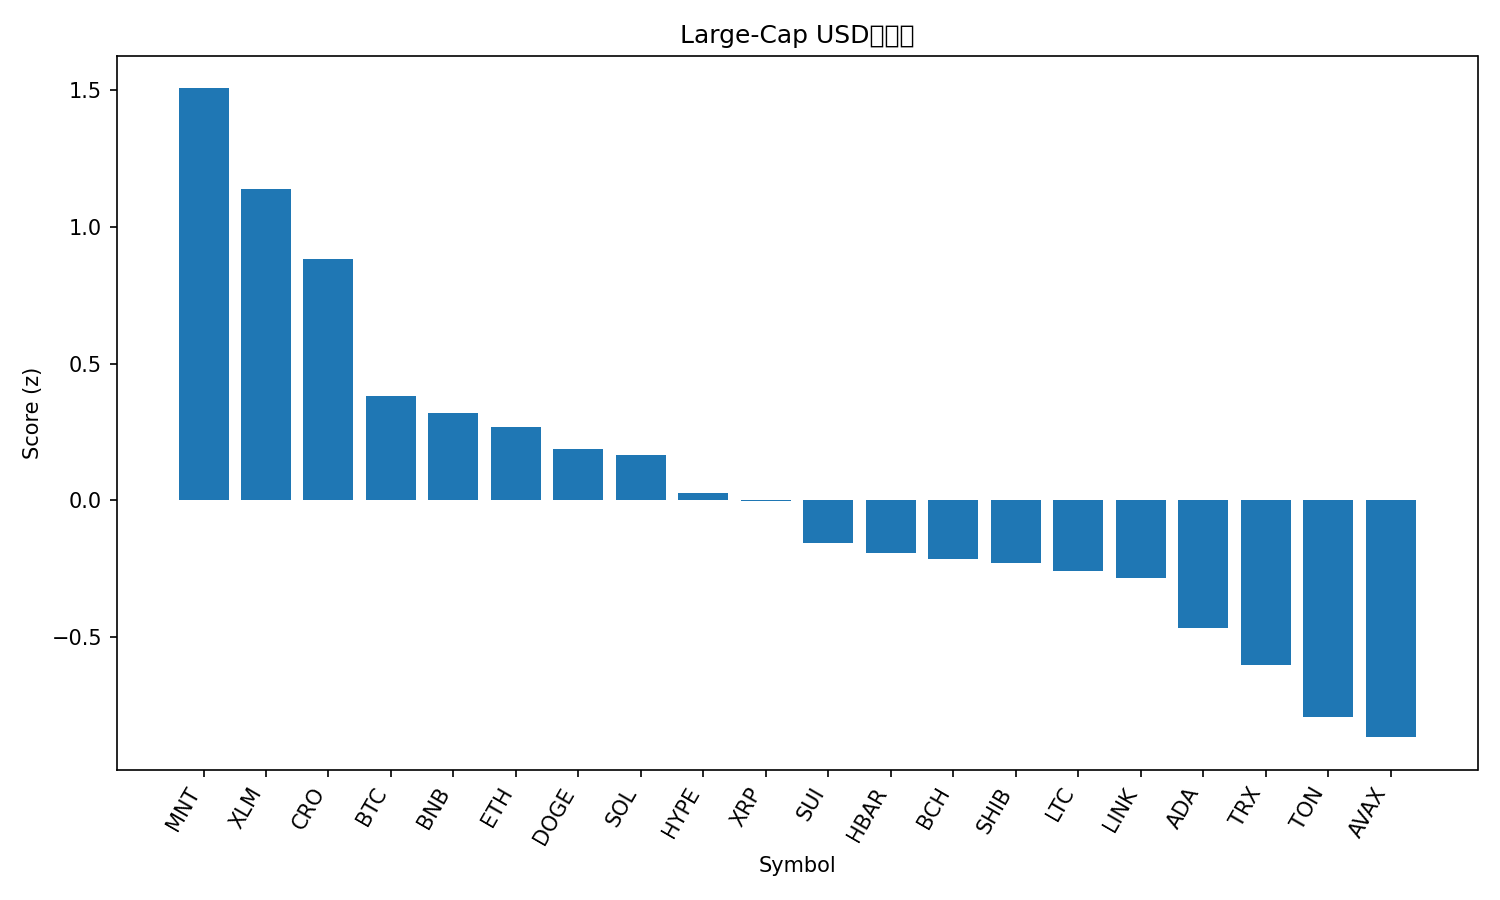 Large-Cap USD
1.5
1.0
0.5
0.0
−0.5
Score (z)
MNT
XLM
CRO
BTC
BNB
ETH
DOGE
SOL
HYPE
XRP
SUI
HBAR
BCH
SHIB
LTC
LINK
ADA
TRX
TON
AVAX
Symbol